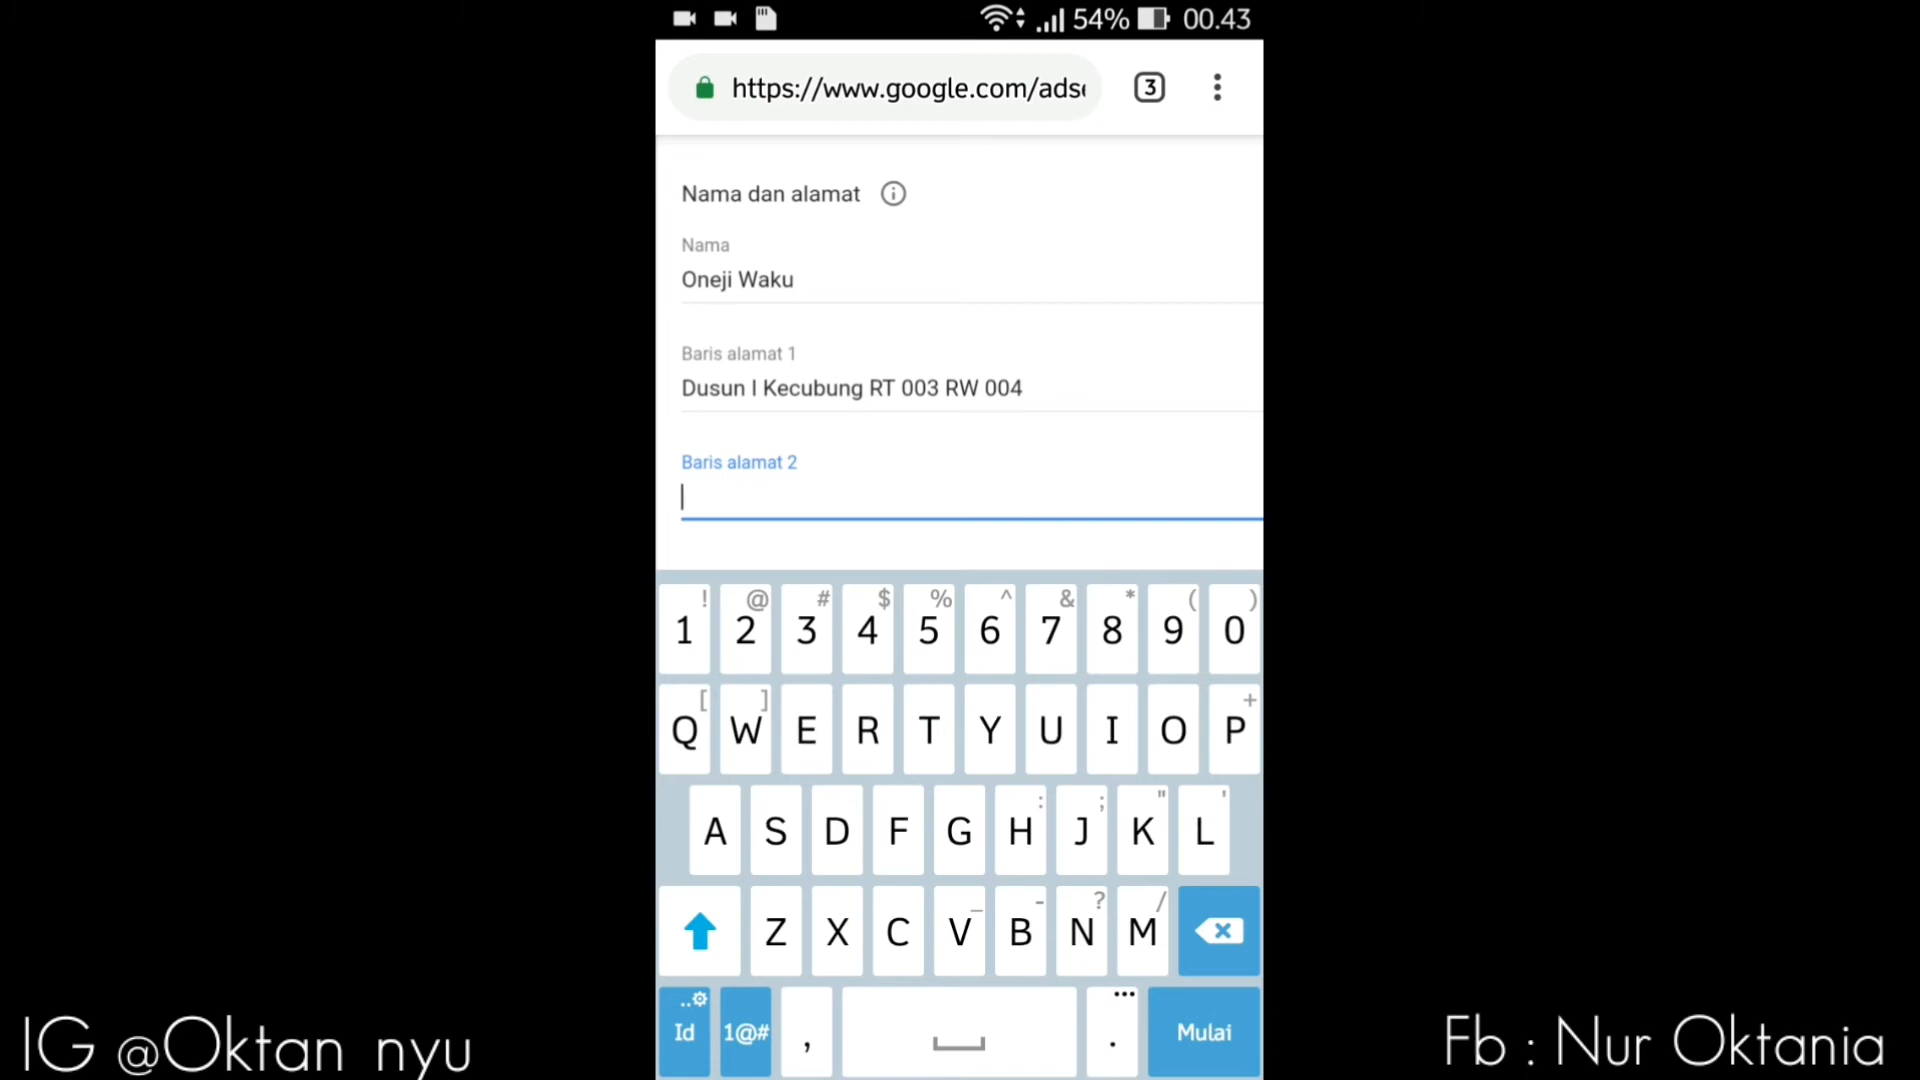 54% 00.43
https://www.google.com/adse
3
Nama dan alamat
Nama
Oneji Waku
Baris alamat 1
Dusun I Kecubung RT 003 RW 004
Baris alamat 2
! @ # $ % ^ & * ( )
1 2 3 4 5 6 7 8 9 0
[ ] +
Q W E R T Y U I O P
: ; " '
A S D F G H J K L
_ - ? /
Z X C V B N M
Id 1@# , . Mulai
IG @Oktan nyu
Fb : Nur Oktania